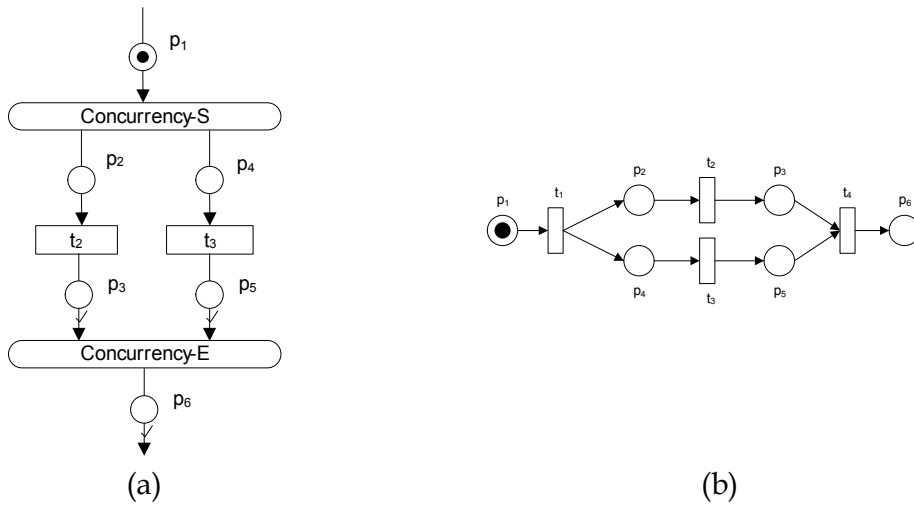 p1
Concurrency-S
p2 p4
t2 t3
p3 p5
Concurrency-E
p6
(a)
p2 t2 p3
p1 t1 t4 p6
p4 t3 p5
(b)